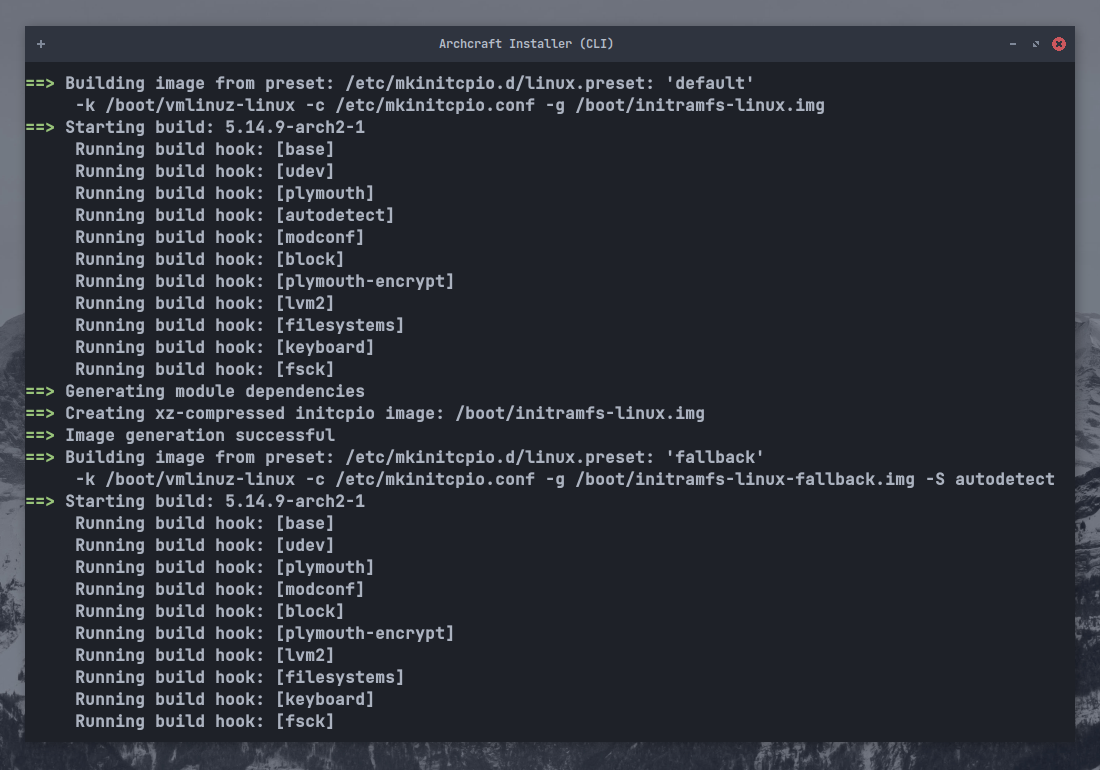 + Archcraft Installer (CLI)
==> Building image from preset: /etc/mkinitcpio.d/linux.preset: 'default'
-k /boot/vmlinuz-linux -c /etc/mkinitcpio.conf -g /boot/initramfs-linux.img
==> Starting build: 5.14.9-arch2-1
Running build hook: [base]
Running build hook: [udev]
Running build hook: [plymouth]
Running build hook: [autodetect]
Running build hook: [modconf]
Running build hook: [block]
Running build hook: [plymouth-encrypt]
Running build hook: [lvm2]
Running build hook: [filesystems]
Running build hook: [keyboard]
Running build hook: [fsck]
==> Generating module dependencies
==> Creating xz-compressed initcpio image: /boot/initramfs-linux.img
==> Image generation successful
==> Building image from preset: /etc/mkinitcpio.d/linux.preset: 'fallback'
-k /boot/vmlinuz-linux -c /etc/mkinitcpio.conf -g /boot/initramfs-linux-fallback.img -S autodetect
==> Starting build: 5.14.9-arch2-1
Running build hook: [base]
Running build hook: [udev]
Running build hook: [plymouth]
Running build hook: [modconf]
Running build hook: [block]
Running build hook: [plymouth-encrypt]
Running build hook: [lvm2]
Running build hook: [filesystems]
Running build hook: [keyboard]
Running build hook: [fsck]